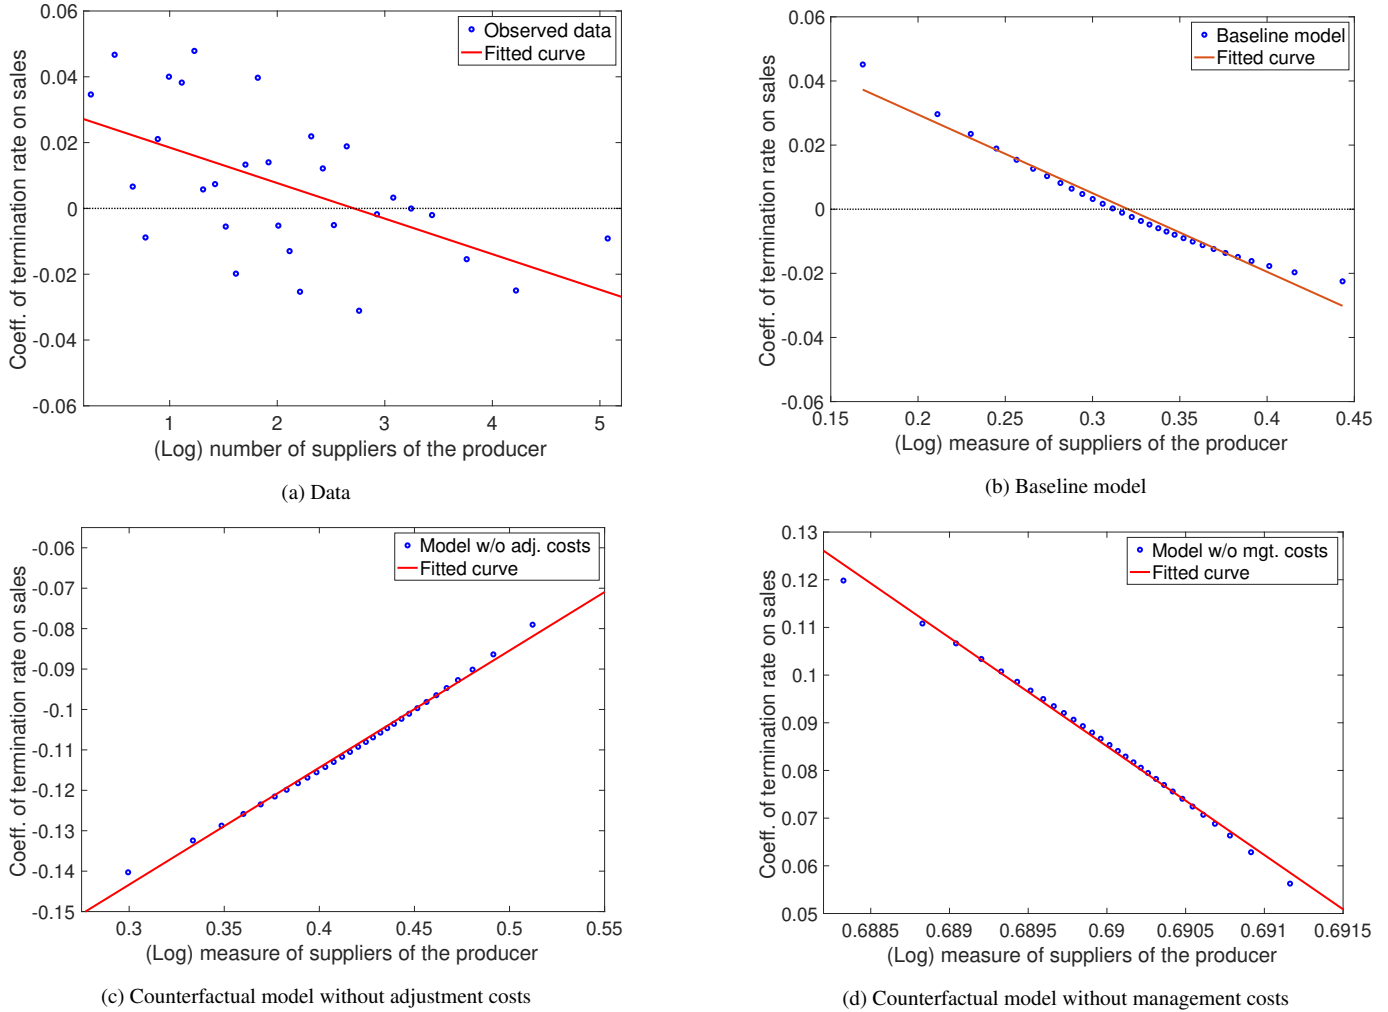 0.06
0.04
0.02
0
-0.02
-0.04
-0.06
Coeff. of termination rate on sales
Observed data
Fitted curve
1 2 3 4 5
(Log) number of suppliers of the producer
(a) Data
0.06
0.04
0.02
0
-0.02
-0.04
-0.06
Coeff. of termination rate on sales
Baseline model
Fitted curve
0.15 0.2 0.25 0.3 0.35 0.4 0.45
(Log) measure of suppliers of the producer
(b) Baseline model
-0.06
-0.07
-0.08
-0.09
-0.1
-0.11
-0.12
-0.13
-0.14
-0.15
Coeff. of termination rate on sales
Model w/o adj. costs
Fitted curve
0.3 0.35 0.4 0.45 0.5 0.55
(Log) measure of suppliers of the producer
(c) Counterfactual model without adjustment costs
0.13
0.12
0.11
0.1
0.09
0.08
0.07
0.06
0.05
Coeff. of termination rate on sales
Model w/o mgt. costs
Fitted curve
0.6885 0.689 0.6895 0.69 0.6905 0.691 0.6915
(Log) measure of suppliers of the producer
(d) Counterfactual model without management costs